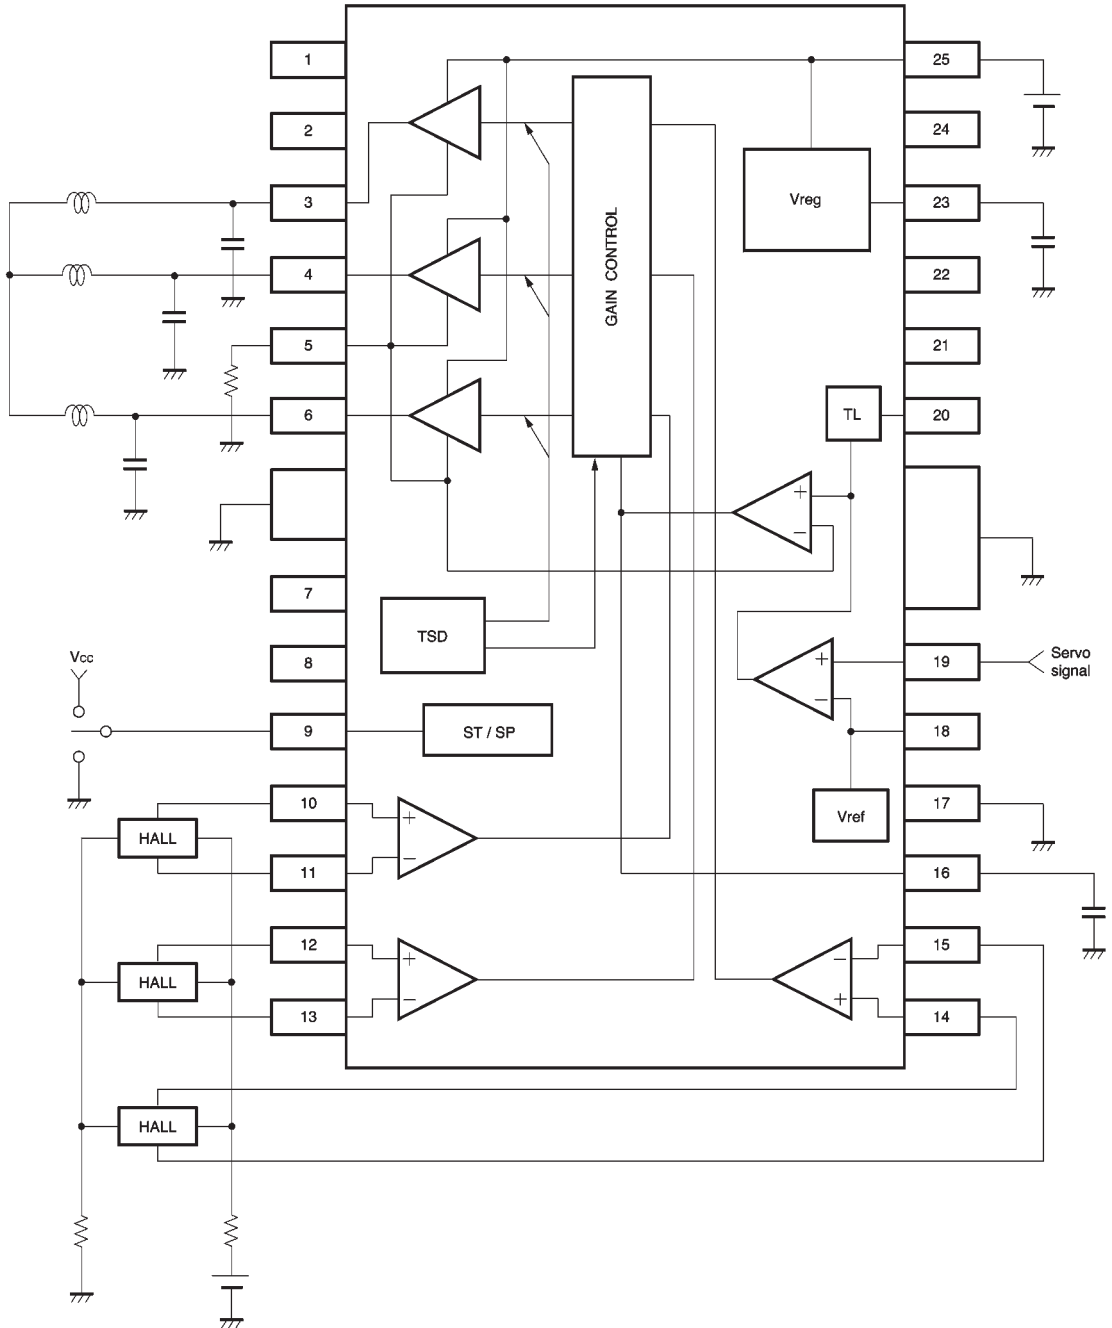 1
25
2
24
3
Vreg
23
GAIN CONTROL
4
22
5
21
6
TL
20
+
−
7
TSD
8
+
19
Servo
signal
−
Vcc
9
ST / SP
18
10
Vref
17
+
HALL
−
11
16
12
15
+
−
HALL
−
+
13
14
HALL